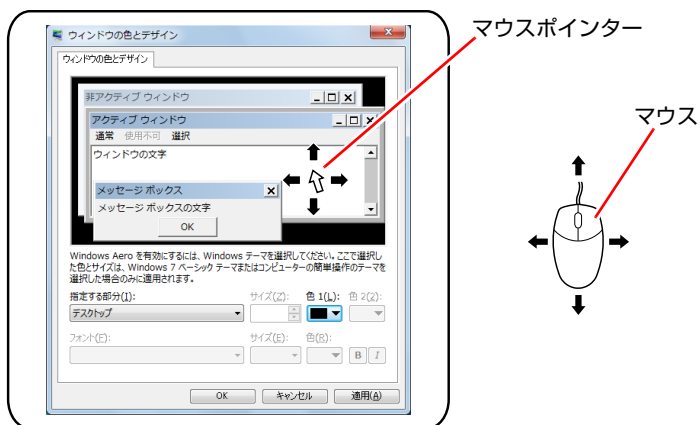 マウスポインター
マウス
ウィンドウの色とデザイン
ウィンドウの色とデザイン
非アクティブ ウィンドウ
アクティブ ウィンドウ
通常 使用不可 選択
ウィンドウの文字
メッセージ ボックス
メッセージ ボックスの文字
OK
Windows Aero を有効にするには、Windows テーマを選択してください。ここで選択し
た色とサイズは、Windows 7 ベーシック テーマまたはコンピューターの簡単操作のテーマを
選択した場合のみに適用されます。
指定する部分(I): サイズ(Z): 色 1(L): 色 2(2):
デスクトップ
フォント(F): サイズ(E): 色(R):
B I
OK キャンセル 適用(A)